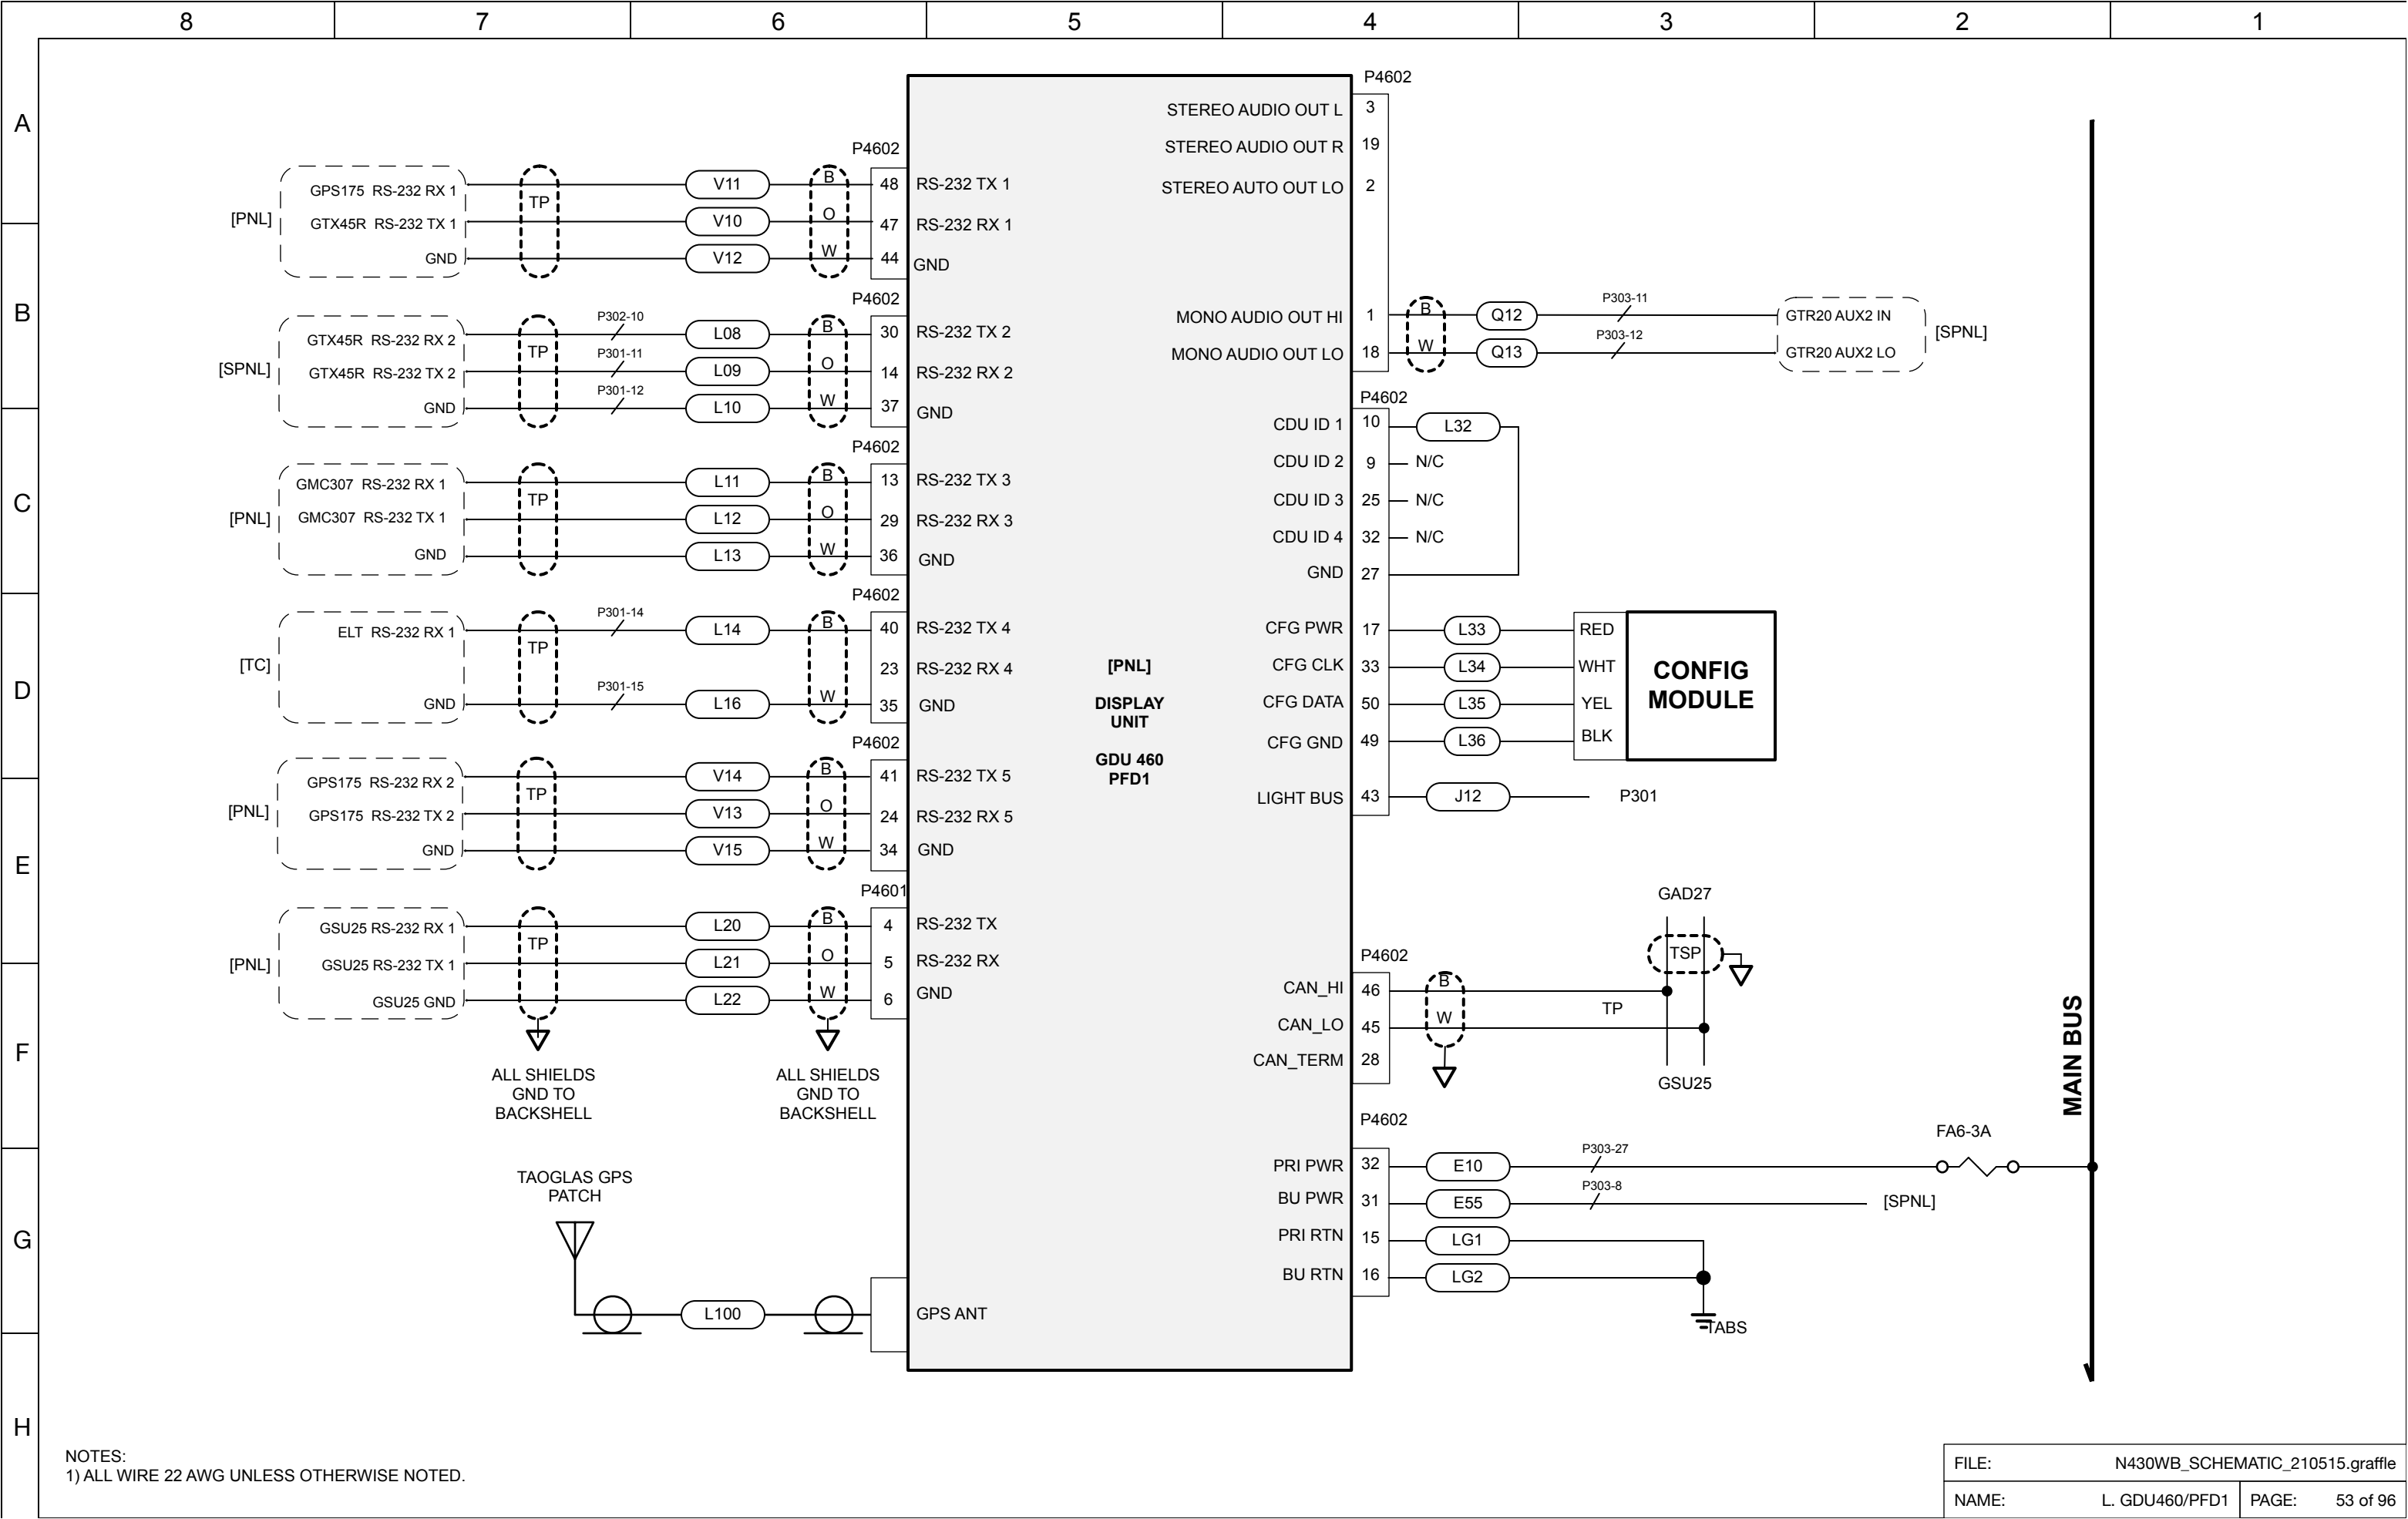 8 7 6 5 4 3 2 1
A
B
C
D
E
F
G
H
P4602
[PNL]
GPS175 RS-232 RX 1
GTX45R RS-232 TX 1
GND
TP
V11
V10
V12
B
O
W
48 RS-232 TX 1
47 RS-232 RX 1
44 GND
P4602
[SPNL]
GTX45R RS-232 RX 2
GTX45R RS-232 TX 2
GND
TP
P302-10
P301-11
P301-12
L08
L09
L10
B
O
W
30 RS-232 TX 2
14 RS-232 RX 2
37 GND
P4602
[PNL]
GMC307 RS-232 RX 1
GMC307 RS-232 TX 1
GND
TP
L11
L12
L13
B
O
W
13 RS-232 TX 3
29 RS-232 RX 3
36 GND
P4602
[TC]
ELT RS-232 RX 1
GND
TP
P301-14
P301-15
L14
L16
B
W
40 RS-232 TX 4
23 RS-232 RX 4
35 GND
P4602
[PNL]
GPS175 RS-232 RX 2
GPS175 RS-232 TX 2
GND
TP
V14
V13
V15
B
O
W
41 RS-232 TX 5
24 RS-232 RX 5
34 GND
P4601
[PNL]
GSU25 RS-232 RX 1
GSU25 RS-232 TX 1
GSU25 GND
TP
L20
L21
L22
B
O
W
4 RS-232 TX
5 RS-232 RX
6 GND
ALL SHIELDS
GND TO
BACKSHELL
ALL SHIELDS
GND TO
BACKSHELL
TAOGLAS GPS
PATCH
L100
GPS ANT
[PNL]
DISPLAY
UNIT
GDU 460
PFD1
P4602
STEREO AUDIO OUT L 3
STEREO AUDIO OUT R 19
STEREO AUTO OUT LO 2
MONO AUDIO OUT HI 1
MONO AUDIO OUT LO 18
B
W
Q12
Q13
P303-11
P303-12
GTR20 AUX2 IN
GTR20 AUX2 LO
[SPNL]
P4602
CDU ID 1 10 L32
CDU ID 2 9 N/C
CDU ID 3 25 N/C
CDU ID 4 32 N/C
GND 27
CFG PWR 17 L33 RED
CFG CLK 33 L34 WHT
CFG DATA 50 L35 YEL
CFG GND 49 L36 BLK
CONFIG
MODULE
LIGHT BUS 43 J12 P301
GAD27
TSP
P4602
CAN_HI 46
CAN_LO 45
CAN_TERM 28
B
W
TP
GSU25
P4602
PRI PWR 32 E10 P303-27
BU PWR 31 E55 P303-8 [SPNL]
PRI RTN 15 LG1
BU RTN 16 LG2
TABS
FA6-3A
MAIN BUS
NOTES:
1) ALL WIRE 22 AWG UNLESS OTHERWISE NOTED.
FILE: N430WB_SCHEMATIC_210515.graffle
NAME: L. GDU460/PFD1 PAGE: 53 of 96